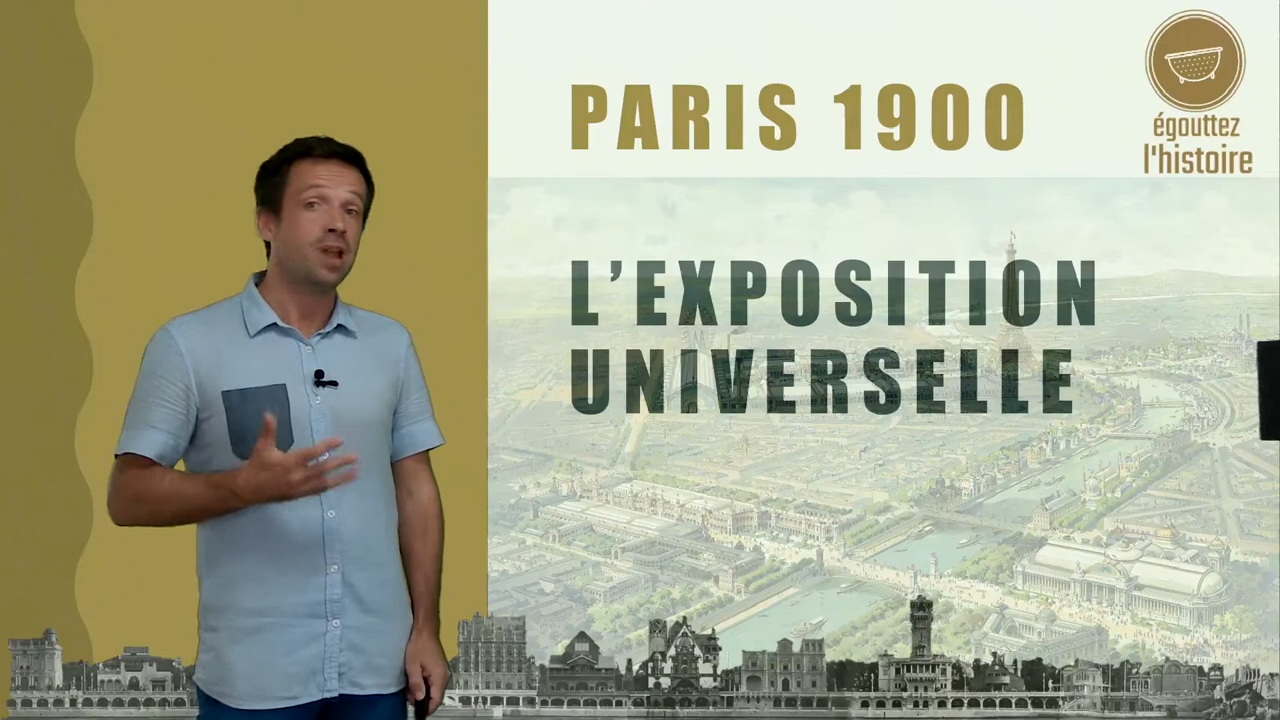 PARIS 1900
égouttez
l'histoire
L'EXPOSITION
UNIVERSELLE